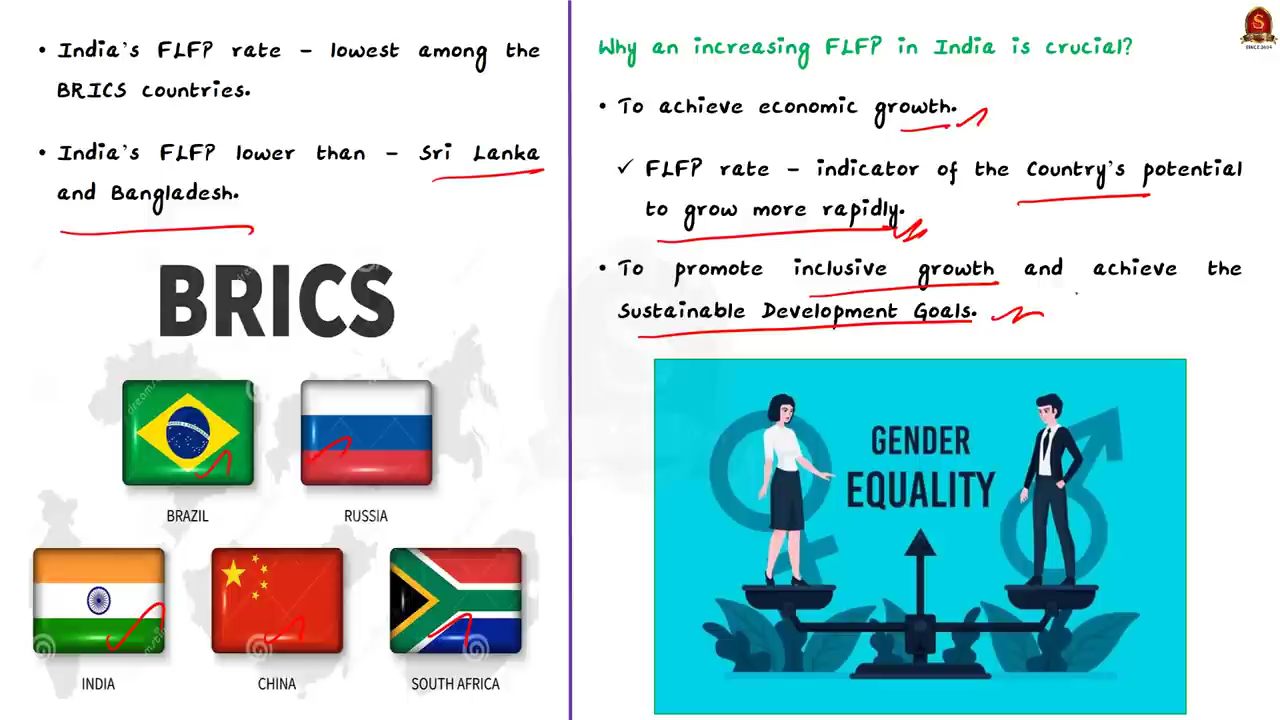 • India's FLFP rate – lowest among the
BRICS countries.
• India's FLFP lower than – Sri Lanka
and Bangladesh.
BRICS
BRAZIL
RUSSIA
INDIA
CHINA
SOUTH AFRICA
Why an increasing FLFP in India is crucial?
• To achieve economic growth.
✓ FLFP rate – indicator of the Country's potential
to grow more rapidly.
• To promote inclusive growth and achieve the
Sustainable Development Goals.
GENDER
EQUALITY
S